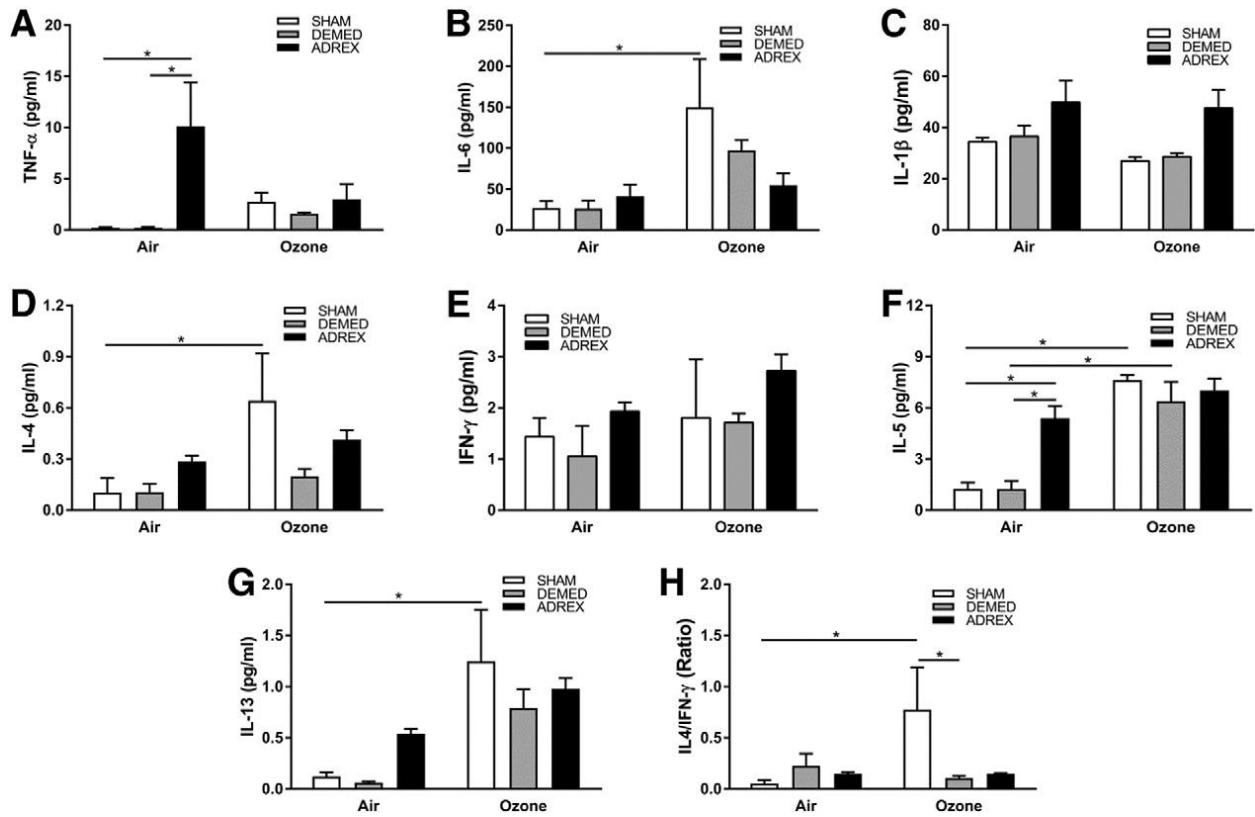 A
TNF-α (pg/ml)
20
15
10
5
0
SHAM
DEMED
ADREX
*
*
Air
Ozone
B
IL-6 (pg/ml)
250
200
150
100
50
0
SHAM
DEMED
ADREX
*
Air
Ozone
C
IL-1β (pg/ml)
80
60
40
20
0
SHAM
DEMED
ADREX
Air
Ozone
D
IL-4 (pg/ml)
1.2
0.9
0.6
0.3
0.0
SHAM
DEMED
ADREX
*
Air
Ozone
E
IFN-γ (pg/ml)
4
3
2
1
0
SHAM
DEMED
ADREX
Air
Ozone
F
IL-5 (pg/ml)
12
9
6
3
0
SHAM
DEMED
ADREX
*
*
*
*
Air
Ozone
G
IL-13 (pg/ml)
2.0
1.5
1.0
0.5
0.0
SHAM
DEMED
ADREX
*
Air
Ozone
H
IL4/IFN-γ (Ratio)
2.0
1.5
1.0
0.5
0.0
SHAM
DEMED
ADREX
*
*
Air
Ozone